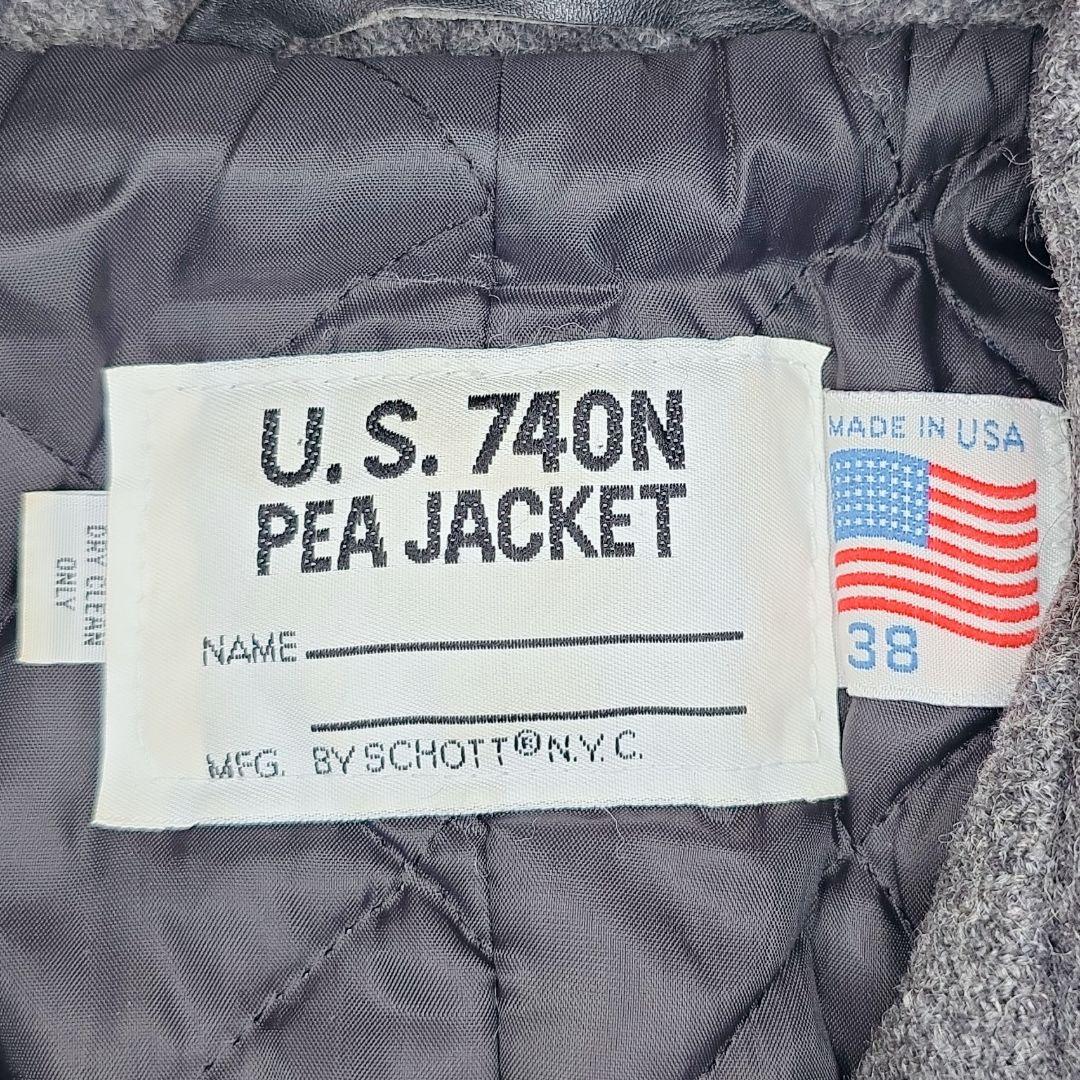 U.S. 740N
PEA JACKET
NAME
MFG. BY SCHOTT® N.Y.C.
MADE IN USA
38
DRY CLEAN
ONLY